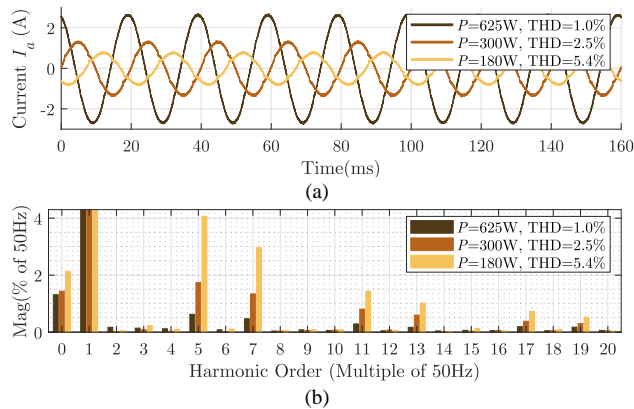 Current I_a (A)
2
0
-2
P=625W, THD=1.0%
P=300W, THD=2.5%
P=180W, THD=5.4%
0 20 40 60 80 100 120 140 160
Time(ms)
(a)
Mag(% of 50Hz)
4
2
0
P=625W, THD=1.0%
P=300W, THD=2.5%
P=180W, THD=5.4%
0 1 2 3 4 5 6 7 8 9 10 11 12 13 14 15 16 17 18 19 20
Harmonic Order (Multiple of 50Hz)
(b)